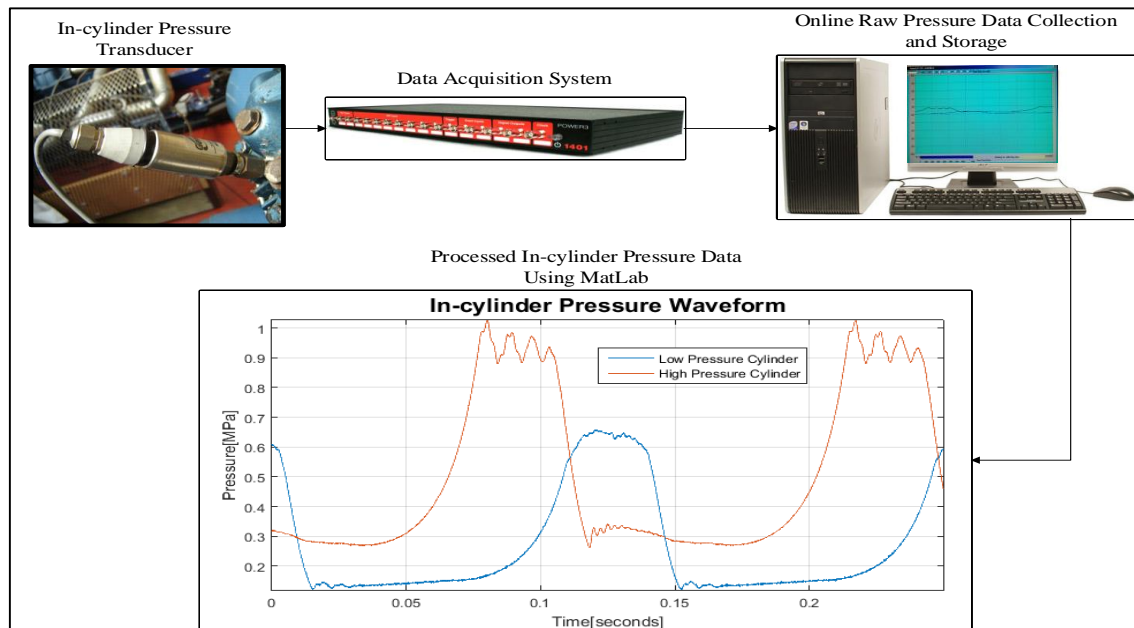 In-cylinder Pressure
Transducer
Data Acquisition System
Online Raw Pressure Data Collection
and Storage
POWER3
1401
Processed In-cylinder Pressure Data
Using MatLab
In-cylinder Pressure Waveform
Low Pressure Cylinder
High Pressure Cylinder
Pressure[MPa]
1
0.9
0.8
0.7
0.6
0.5
0.4
0.3
0.2
0
0.05
0.1
0.15
0.2
Time[seconds]